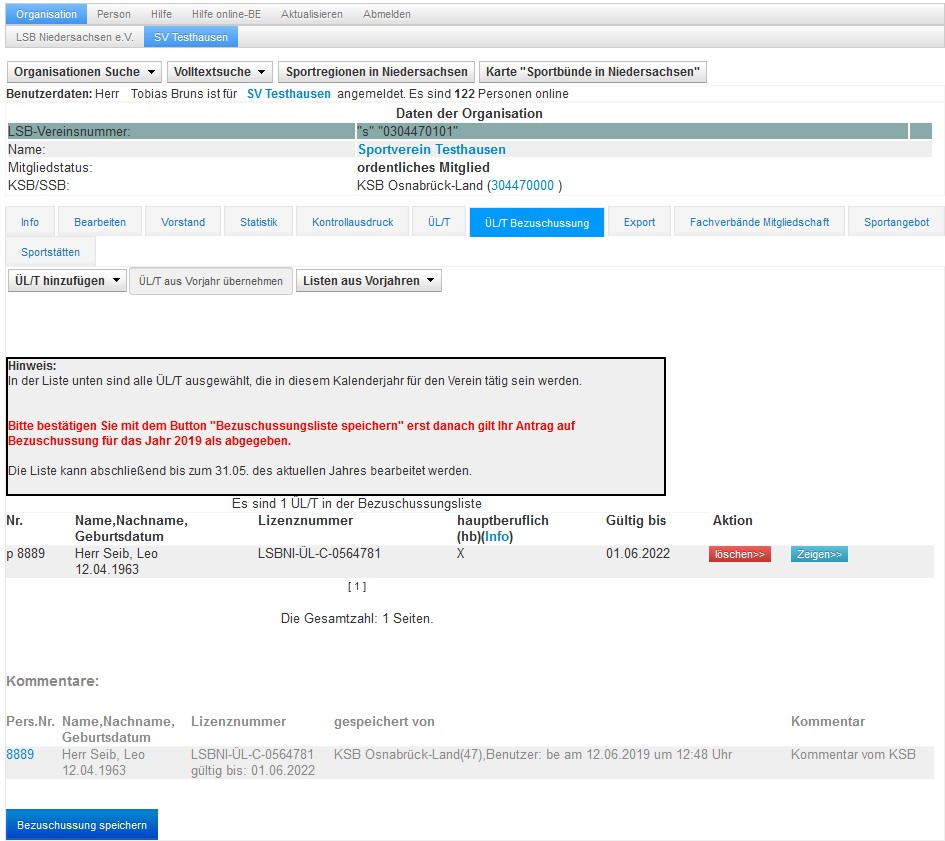 Organisation Person Hilfe Hilfe online-BE Aktualisieren Abmelden
LSB Niedersachsen e.V. SV Testhausen
Organisationen Suche Volltextsuche Sportregionen in Niedersachsen Karte "Sportbünde in Niedersachsen"
Benutzerdaten: Herr Tobias Bruns ist für SV Testhausen angemeldet. Es sind 122 Personen online
Daten der Organisation
LSB-Vereinsnummer: "s" "0304470101"
Name: Sportverein Testhausen
Mitgliedstatus: ordentliches Mitglied
KSB/SSB: KSB Osnabrück-Land (304470000 )
Info Bearbeiten Vorstand Statistik Kontrollausdruck ÜL/T ÜL/T Bezuschussung Export Fachverbände Mitgliedschaft Sportangebot
Sportstätten
ÜL/T hinzufügen ÜL/T aus Vorjahr übernehmen Listen aus Vorjahren
Hinweis:
In der Liste unten sind alle ÜL/T ausgewählt, die in diesem Kalenderjahr für den Verein tätig sein werden.
Bitte bestätigen Sie mit dem Button "Bezuschussungsliste speichern" erst danach gilt Ihr Antrag auf
Bezuschussung für das Jahr 2019 als abgegeben.
Die Liste kann abschließend bis zum 31.05. des aktuellen Jahres bearbeitet werden.
Es sind 1 ÜL/T in der Bezuschussungsliste
Nr. Name,Nachname, Lizenznummer hauptberuflich Gültig bis Aktion
Geburtsdatum (hb)(Info)
p 8889 Herr Seib, Leo LSBNI-ÜL-C-0564781 X 01.06.2022 löschen>> Zeigen>>
12.04.1963
[ 1 ]
Die Gesamtzahl: 1 Seiten.
Kommentare:
Pers.Nr. Name,Nachname, Lizenznummer gespeichert von Kommentar
Geburtsdatum
8889 Herr Seib, Leo LSBNI-ÜL-C-0564781 KSB Osnabrück-Land(47),Benutzer: be am 12.06.2019 um 12:48 Uhr Kommentar vom KSB
12.04.1963 gültig bis: 01.06.2022
Bezuschussung speichern